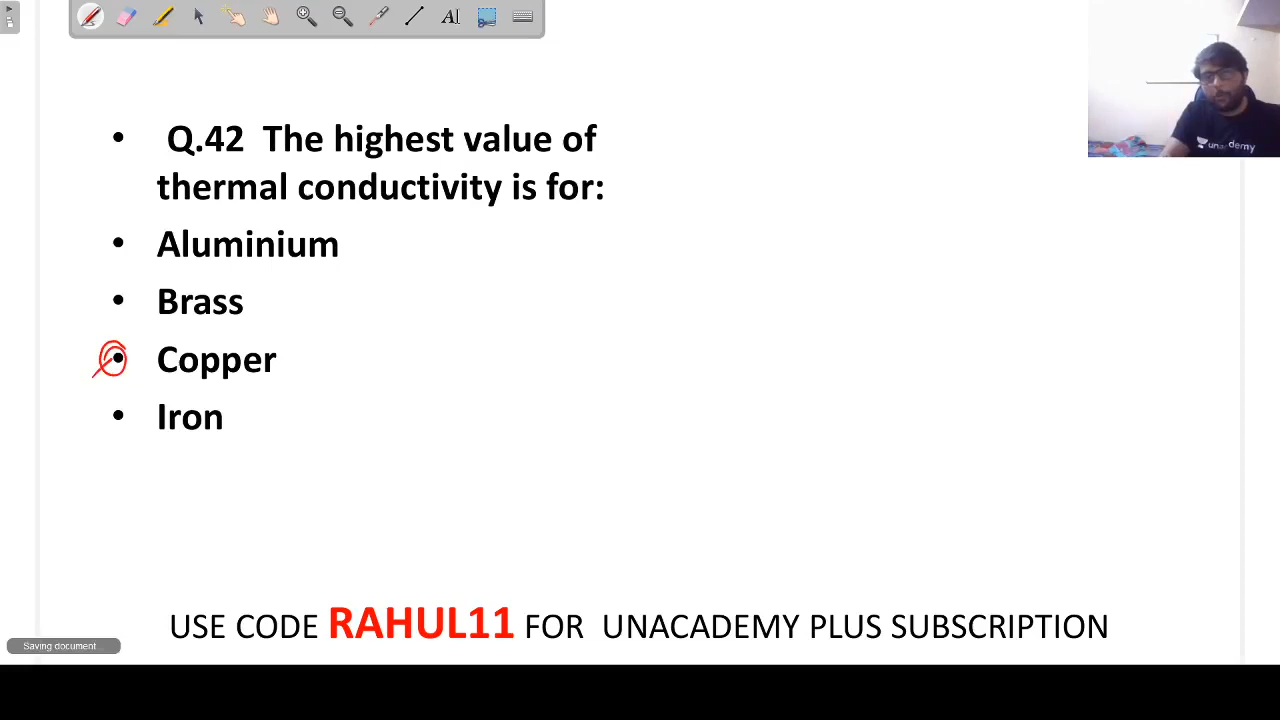 unacademy
• Q.42 The highest value of
thermal conductivity is for:
• Aluminium
• Brass
• Copper
• Iron
USE CODE RAHUL11 FOR UNACADEMY PLUS SUBSCRIPTION
Saving document...